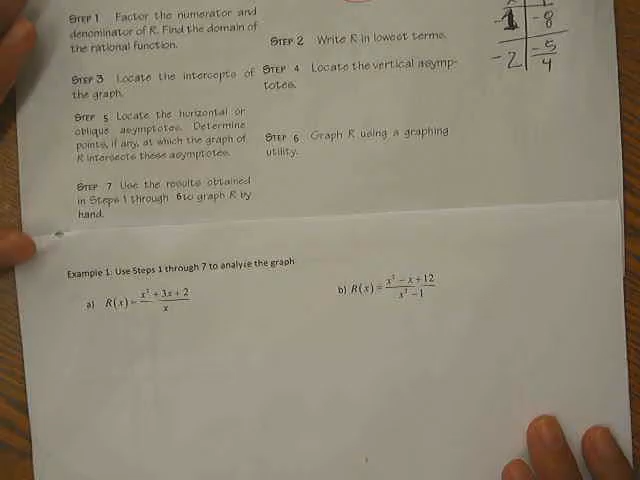 STEP 1 Factor the numerator and
denominator of R. Find the domain of
the rational function.
STEP 2 Write R in lowest terms.
STEP 3 Locate the intercepts of
the graph.
STEP 4 Locate the vertical asymp-
totes.
STEP 5 Locate the horizontal or
oblique asymptotes. Determine
points, if any, at which the graph of
R intersects these asymptotes.
STEP 6 Graph R using a graphing
utility.
STEP 7 Use the results obtained
in Steps 1 through 6 to graph R by
hand.
-8
-2 -5/4
Example 1: Use Steps 1 through 7 to analyze the graph
a) R(x) = (x² + 3x + 2)/x
b) R(x) = (x² − x + 12)/(x² − 1)